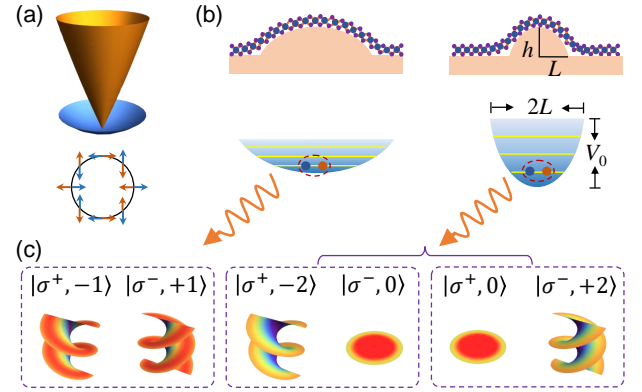 (a)
(b)
h
L
2L
V₀
(c)
|σ⁺, −1⟩ |σ⁻, +1⟩ |σ⁺, −2⟩ |σ⁻, 0⟩ |σ⁺, 0⟩ |σ⁻, +2⟩